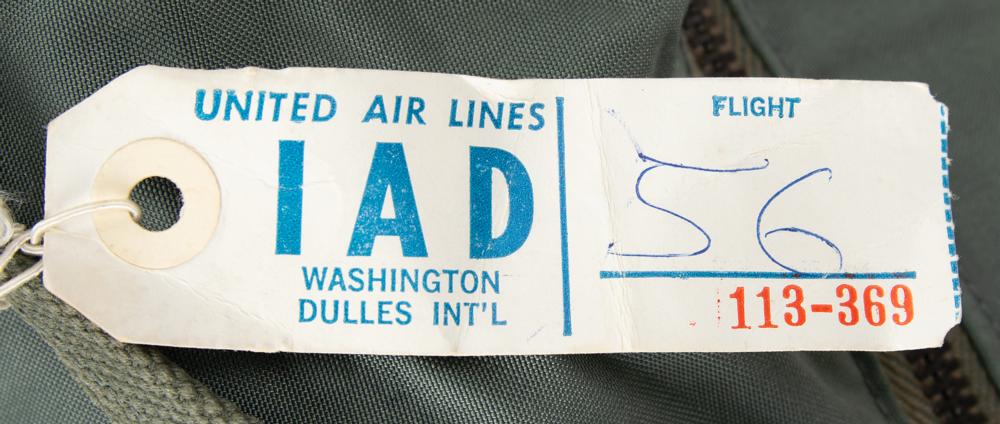 UNITED AIR LINES
IAD
WASHINGTON
DULLES INT'L
FLIGHT
56
113-369